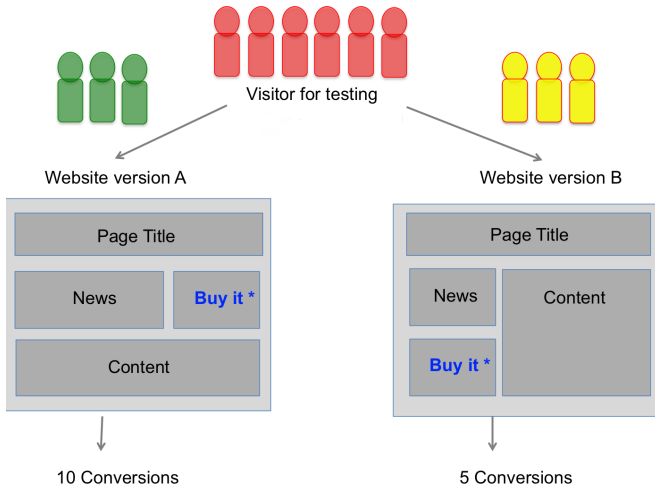 Visitor for testing
Website version A
Website version B
Page Title
News
Buy it *
Content
Page Title
News
Content
Buy it *
10 Conversions
5 Conversions